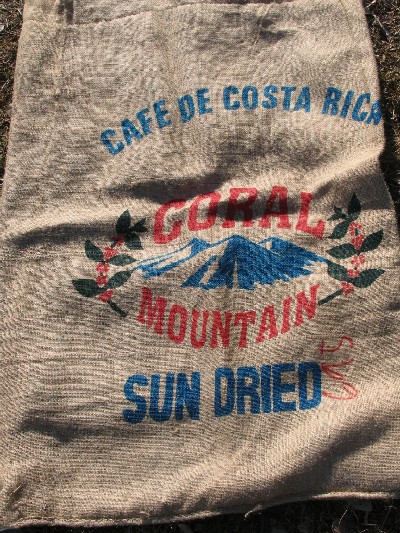 CAFE DE COSTA RICA
CORAL
MOUNTAIN
SUN DRIED